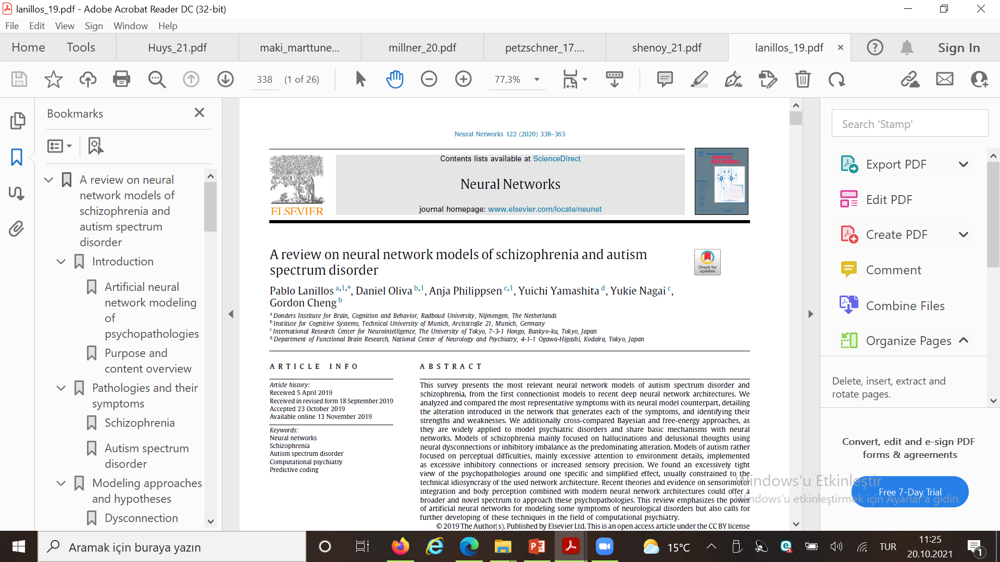 lanillos_19.pdf - Adobe Acrobat Reader DC (32-bit)
File Edit View Sign Window Help
Home Tools Huys_21.pdf maki_marttune... millner_20.pdf petzschner_17.... shenoy_21.pdf lanillos_19.pdf Sign In
338 (1 of 26) 77,3%
Bookmarks
A review on neural
network models of
schizophrenia and
autism spectrum
disorder
Introduction
Artificial neural
network modeling
of
psychopathologies
Purpose and
content overview
Pathologies and their
symptoms
Schizophrenia
Autism spectrum
disorder
Modeling approaches
and hypotheses
Dysconnection
Neural Networks 122 (2020) 338–363
Contents lists available at ScienceDirect
Neural Networks
journal homepage: www.elsevier.com/locate/neunet
ELSEVIER
NEURAL
NETWORKS
A review on neural network models of schizophrenia and autism
spectrum disorder
Check for
updates
Pablo Lanillos a,1,*, Daniel Oliva b,1, Anja Philippsen c,1, Yuichi Yamashita d, Yukie Nagai c,
Gordon Cheng b
a Donders Institute for Brain, Cognition and Behavior, Radboud University, Nijmengen, The Netherlands
b Institute for Cognitive Systems, Technical University of Munich, Arcisstraße 21, Munich, Germany
c International Research Center for Neurointelligence, The University of Tokyo, 7-3-1 Hongo, Bunkyo-ku, Tokyo, Japan
d Department of Functional Brain Research, National Center of Neurology and Psychiatry, 4-1-1 Ogawa-Higashi, Kodaira, Tokyo, Japan
ARTICLE INFO
Article history:
Received 5 April 2019
Received in revised form 18 September 2019
Accepted 23 October 2019
Available online 13 November 2019
Keywords:
Neural networks
Schizophrenia
Autism spectrum disorder
Computational psychiatry
Predictive coding
ABSTRACT
This survey presents the most relevant neural network models of autism spectrum disorder and
schizophrenia, from the first connectionist models to recent deep neural network architectures. We
analyzed and compared the most representative symptoms with its neural model counterpart, detailing
the alteration introduced in the network that generates each of the symptoms, and identifying their
strengths and weaknesses. We additionally cross-compared Bayesian and free-energy approaches, as
they are widely applied to model psychiatric disorders and share basic mechanisms with neural
networks. Models of schizophrenia mainly focused on hallucinations and delusional thoughts using
neural dysconnections or inhibitory imbalance as the predominating alteration. Models of autism rather
focused on perceptual difficulties, mainly excessive attention to environment details, implemented
as excessive inhibitory connections or increased sensory precision. We found an excessively tight
view of the psychopathologies around one specific and simplified effect, usually constrained to the
technical idiosyncrasy of the used network architecture. Recent theories and evidence on sensorimotor
integration and body perception combined with modern neural network architectures could offer a
broader and novel spectrum to approach these psychopathologies. This review emphasizes the power
of artificial neural networks for modeling some symptoms of neurological disorders but also calls for
further developing of these techniques in the field of computational psychiatry.
© 2019 The Author(s). Published by Elsevier Ltd. This is an open access article under the CC BY license
Search 'Stamp'
Export PDF
Edit PDF
Create PDF
Comment
Combine Files
Organize Pages
Delete, insert, extract and
rotate pages.
Convert, edit and e-sign PDF
forms & agreements
Free 7-Day Trial
Windows'u Etkinleştir
Windows'u etkinleştirmek için Ayarlar'a gidin.
Aramak için buraya yazın
15°C
TUR
11:25
20.10.2021
1